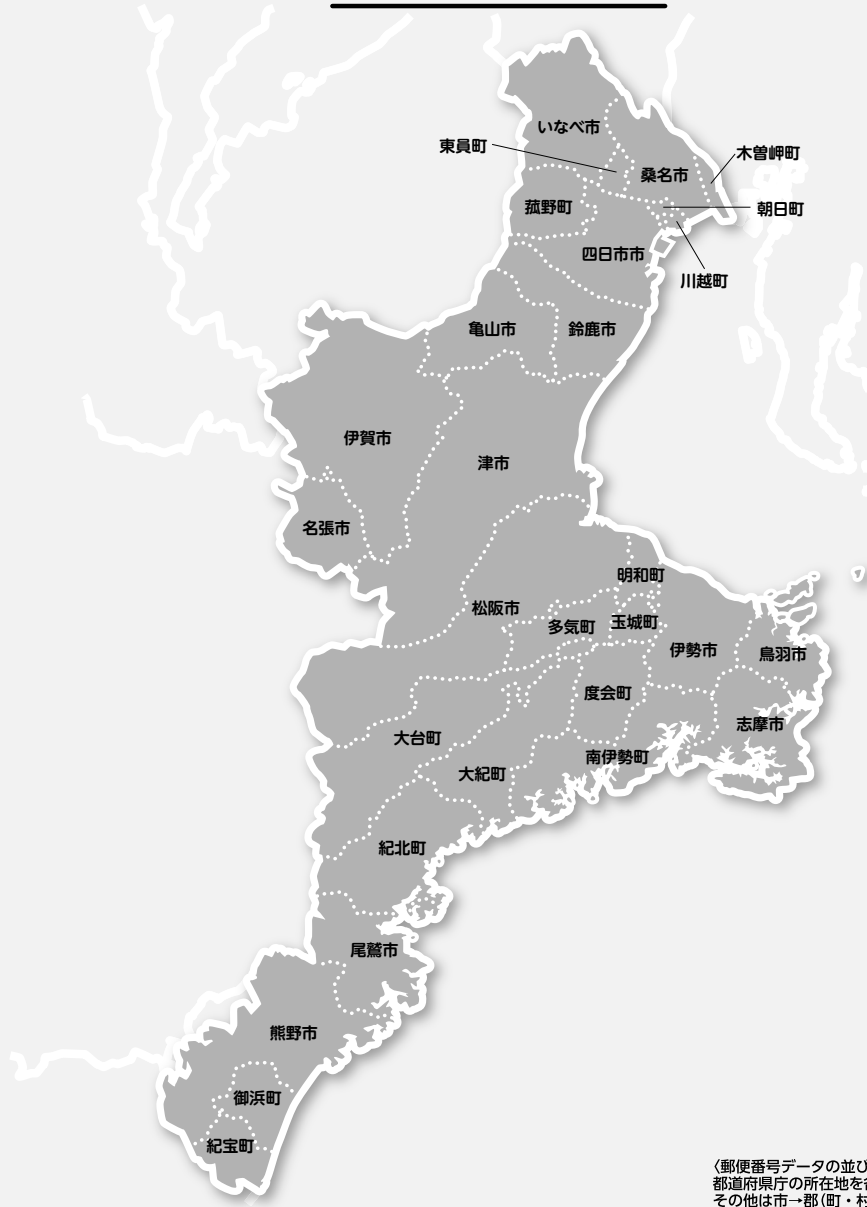 いなべ市
東員町
木曽岬町
桑名市
菰野町
朝日町
四日市市
川越町
亀山市
鈴鹿市
伊賀市
津市
名張市
明和町
松阪市
多気町
玉城町
伊勢市
鳥羽市
度会町
志摩市
大台町
南伊勢町
大紀町
紀北町
尾鷲市
熊野市
御浜町
紀宝町
〈郵便番号データの並び
都道府県庁の所在地を
その他は市→郡(町・村